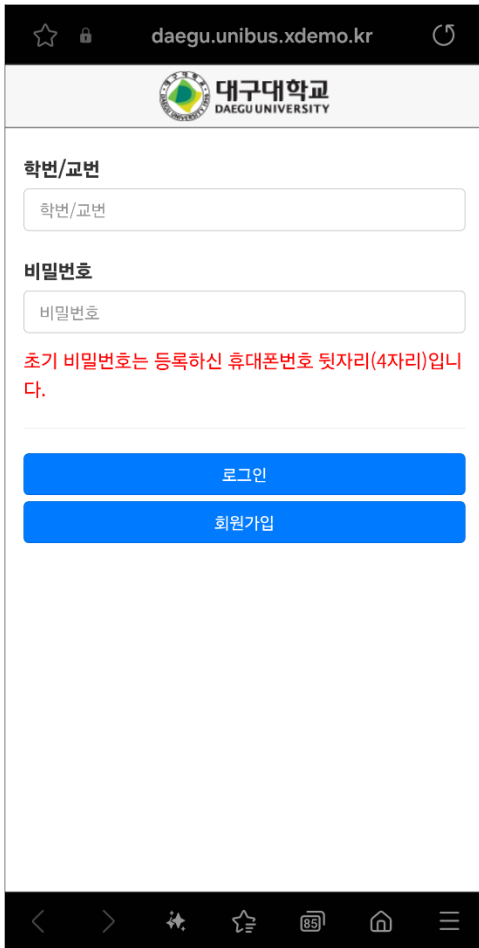 daegu.unibus.xdemo.kr
대구대학교
DAEGU UNIVERSITY
학번/교번
학번/교번
비밀번호
비밀번호
초기 비밀번호는 등록하신 휴대폰번호 뒷자리(4자리)입니
다.
로그인
회원가입
85